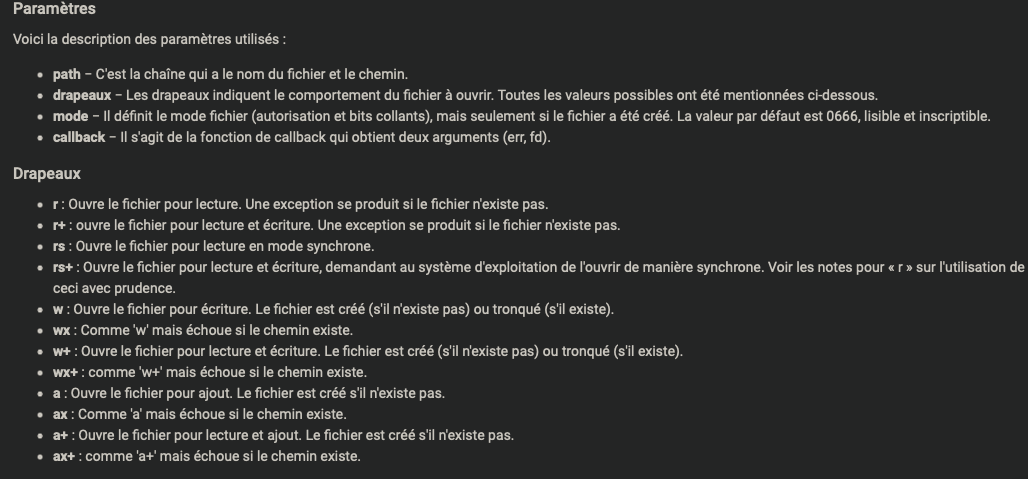 Paramètres
Voici la description des paramètres utilisés :
• path – C'est la chaîne qui a le nom du fichier et le chemin.
• drapeaux – Les drapeaux indiquent le comportement du fichier à ouvrir. Toutes les valeurs possibles ont été mentionnées ci-dessous.
• mode – Il définit le mode fichier (autorisation et bits collants), mais seulement si le fichier a été créé. La valeur par défaut est 0666, lisible et inscriptible.
• callback – Il s'agit de la fonction de callback qui obtient deux arguments (err, fd).
Drapeaux
• r : Ouvre le fichier pour lecture. Une exception se produit si le fichier n'existe pas.
• r+ : ouvre le fichier pour lecture et écriture. Une exception se produit si le fichier n'existe pas.
• rs : Ouvre le fichier pour lecture en mode synchrone.
• rs+ : Ouvre le fichier pour lecture et écriture, demandant au système d'exploitation de l'ouvrir de manière synchrone. Voir les notes pour « r » sur l'utilisation de
ceci avec prudence.
• w : Ouvre le fichier pour écriture. Le fichier est créé (s'il n'existe pas) ou tronqué (s'il existe).
• wx : Comme 'w' mais échoue si le chemin existe.
• w+ : Ouvre le fichier pour lecture et écriture. Le fichier est créé (s'il n'existe pas) ou tronqué (s'il existe).
• wx+ : comme 'w+' mais échoue si le chemin existe.
• a : Ouvre le fichier pour ajout. Le fichier est créé s'il n'existe pas.
• ax : Comme 'a' mais échoue si le chemin existe.
• a+ : Ouvre le fichier pour lecture et ajout. Le fichier est créé s'il n'existe pas.
• ax+ : comme 'a+' mais échoue si le chemin existe.